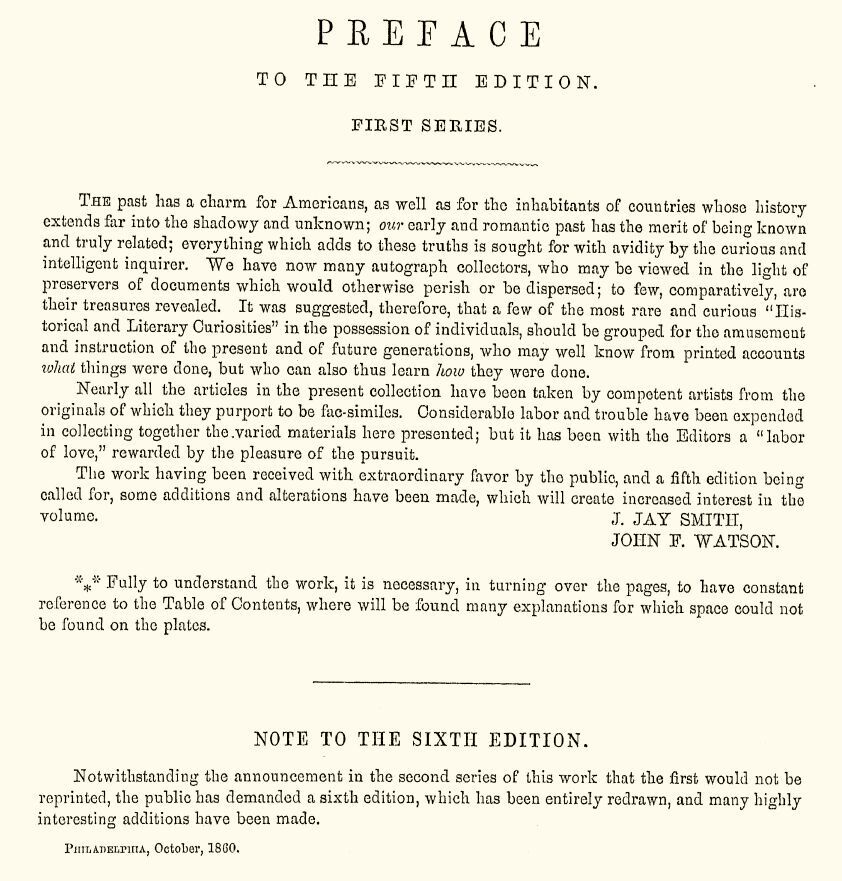 PREFACE
TO THE FIFTH EDITION.
FIRST SERIES.
THE past has a charm for Americans, as well as for the inhabitants of countries whose history
extends far into the shadowy and unknown; our early and romantic past has the merit of being known
and truly related; everything which adds to these truths is sought for with avidity by the curious and
intelligent inquirer. We have now many autograph collectors, who may be viewed in the light of
preservers of documents which would otherwise perish or be dispersed; to few, comparatively, are
their treasures revealed. It was suggested, therefore, that a few of the most rare and curious "His-
torical and Literary Curiosities" in the possession of individuals, should be grouped for the amusement
and instruction of the present and of future generations, who may well know from printed accounts
what things were done, but who can also thus learn how they were done.
Nearly all the articles in the present collection have been taken by competent artists from the
originals of which they purport to be fac-similes. Considerable labor and trouble have been expended
in collecting together the varied materials here presented; but it has been with the Editors a "labor
of love," rewarded by the pleasure of the pursuit.
The work having been received with extraordinary favor by the public, and a fifth edition being
called for, some additions and alterations have been made, which will create increased interest in the
volume.
J. JAY SMITH,
JOHN F. WATSON.
*⁎* Fully to understand the work, it is necessary, in turning over the pages, to have constant
reference to the Table of Contents, where will be found many explanations for which space could not
be found on the plates.
NOTE TO THE SIXTH EDITION.
Notwithstanding the announcement in the second series of this work that the first would not be
reprinted, the public has demanded a sixth edition, which has been entirely redrawn, and many highly
interesting additions have been made.
PHILADELPHIA, October, 1860.